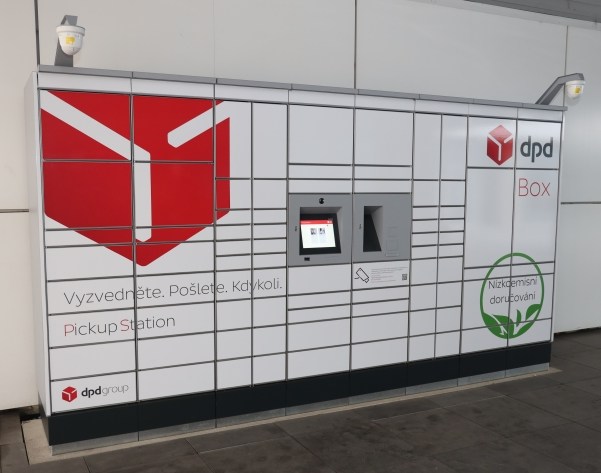 dpd
Box
Vyzvedněte. Pošlete. Kdykoli.
Pickup Station
Nízkoemisní
doručování
dpdgroup